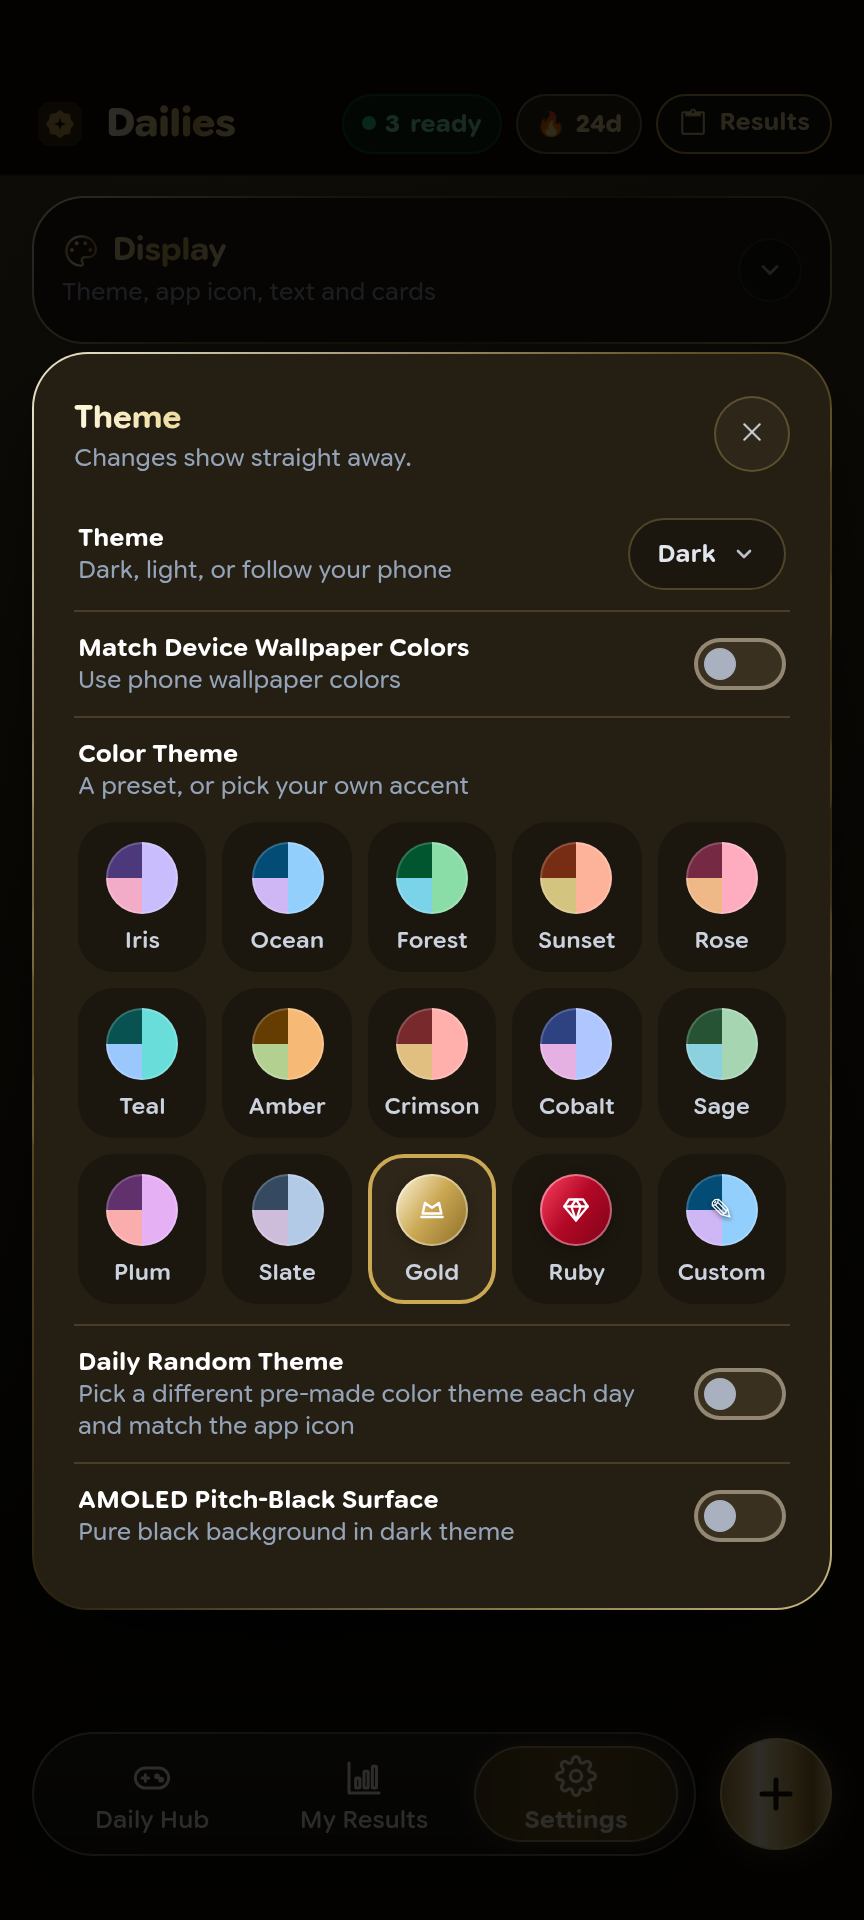 Dailies
3 ready
24d
Results
Display
Theme, app icon, text and cards
Theme
Changes show straight away.
Theme
Dark, light, or follow your phone
Dark
Match Device Wallpaper Colors
Use phone wallpaper colors
Color Theme
A preset, or pick your own accent
Iris
Ocean
Forest
Sunset
Rose
Teal
Amber
Crimson
Cobalt
Sage
Plum
Slate
Gold
Ruby
Custom
Daily Random Theme
Pick a different pre-made color theme each day
and match the app icon
AMOLED Pitch-Black Surface
Pure black background in dark theme
Daily Hub
My Results
Settings